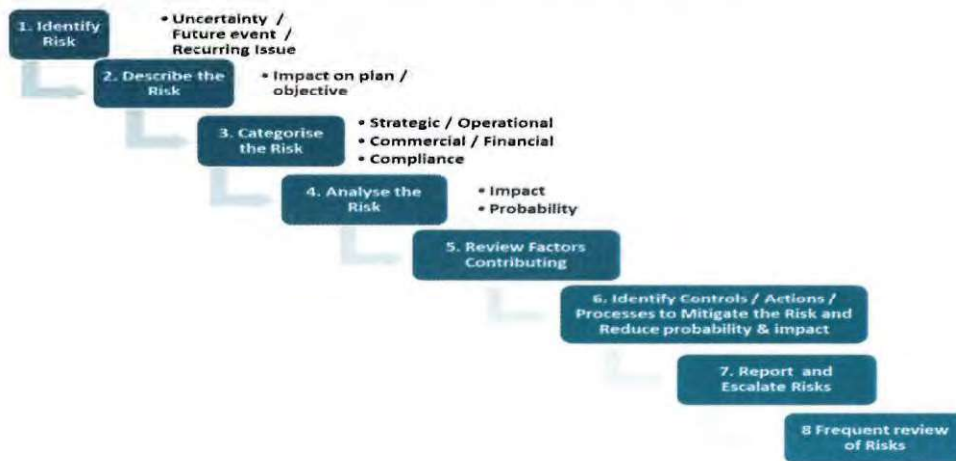 1. Identify
Risk
• Uncertainty /
Future event /
Recurring Issue
2. Describe the
Risk
• Impact on plan /
objective
3. Categorise
the Risk
• Strategic / Operational
• Commercial / Financial
• Compliance
4. Analyse the
Risk
• Impact
• Probability
5. Review Factors
Contributing
6. Identify Controls / Actions /
Processes to Mitigate the Risk and
Reduce probability & impact
7. Report and
Escalate Risks
8 Frequent review
of Risks